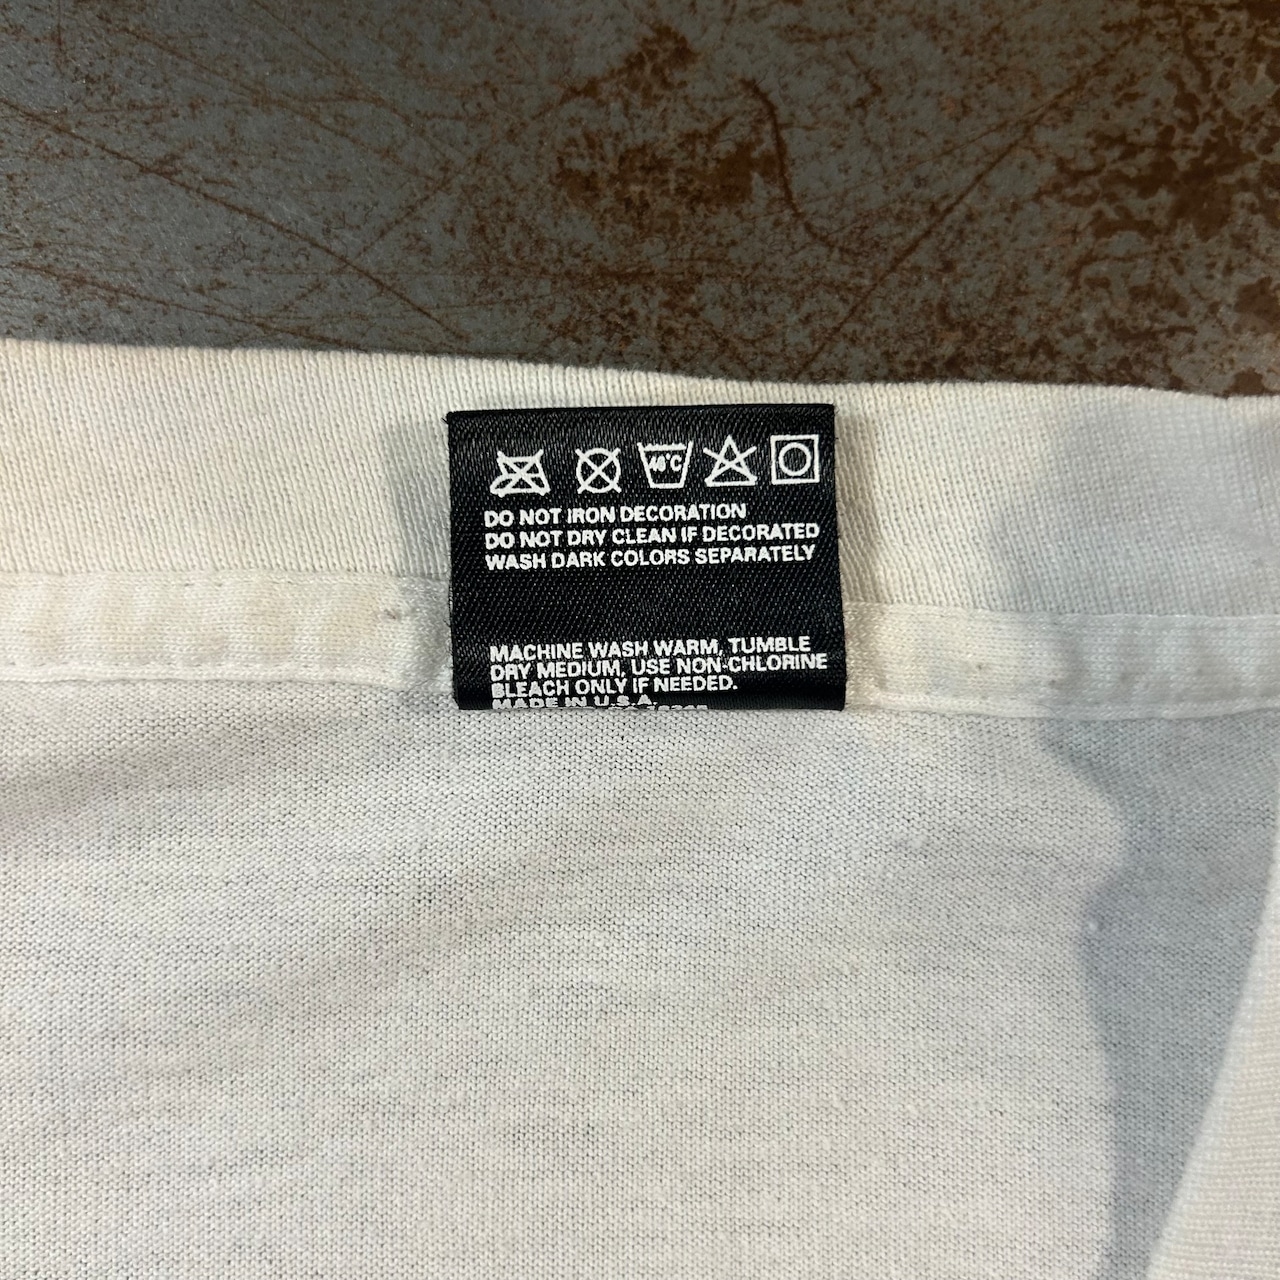 40°C
DO NOT IRON DECORATION
DO NOT DRY CLEAN IF DECORATED
WASH DARK COLORS SEPARATELY
MACHINE WASH WARM, TUMBLE
DRY MEDIUM, USE NON-CHLORINE
BLEACH ONLY IF NEEDED.
MADE IN U.S.A.